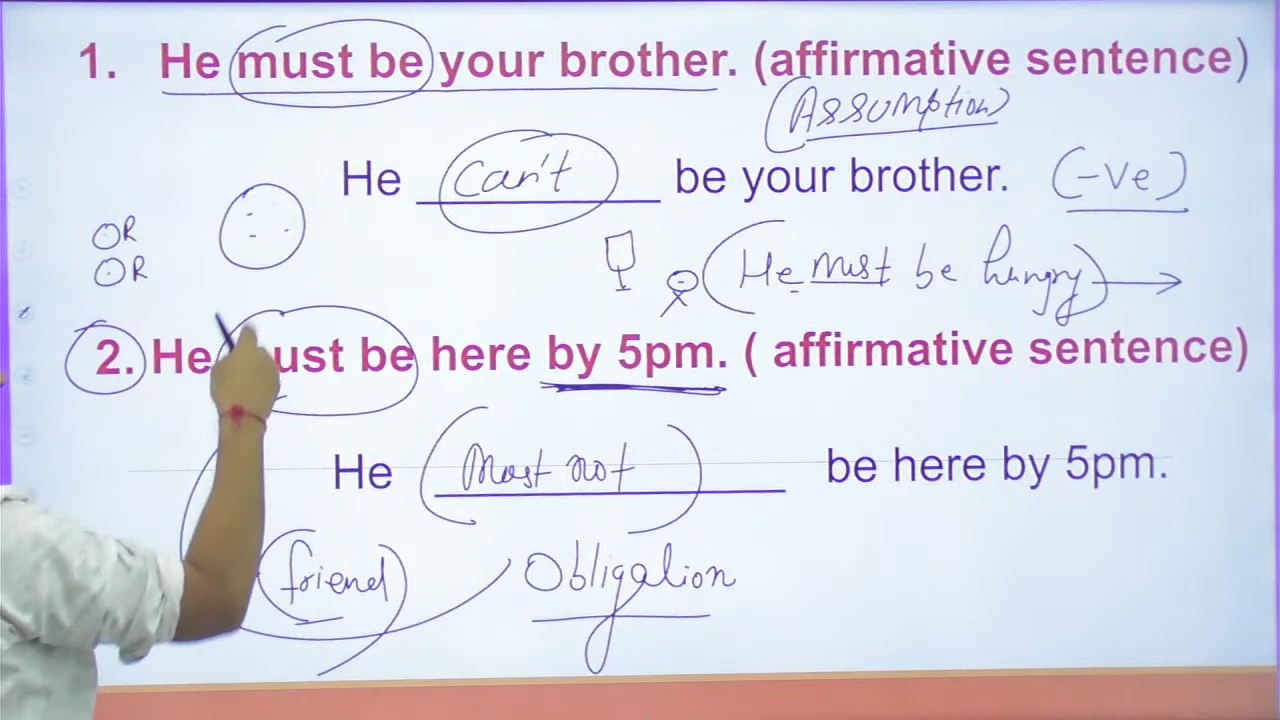 1. He must be your brother. (affirmative sentence)
(Assumption)
He can't be your brother. (-ve)
OR
OR
(He must be hungry)
2. He must be here by 5pm. ( affirmative sentence)
He (Must not) be here by 5pm.
(friend) Obligation